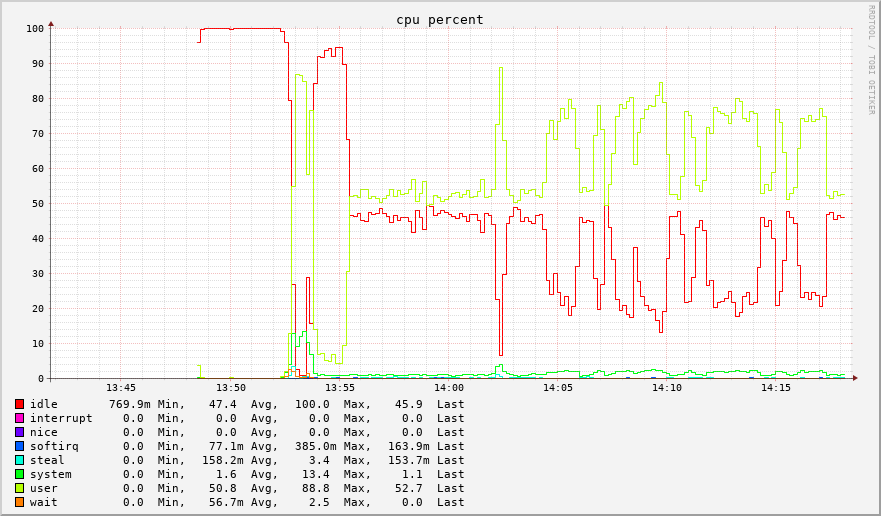 cpu percent
RRDTOOL / TOBI OETIKER
100
90
80
70
60
50
40
30
20
10
0
13:45 13:50 13:55 14:00 14:05 14:10 14:15
idle 769.9m Min, 47.4 Avg, 100.0 Max, 45.9 Last
interrupt 0.0 Min, 0.0 Avg, 0.0 Max, 0.0 Last
nice 0.0 Min, 0.0 Avg, 0.0 Max, 0.0 Last
softirq 0.0 Min, 77.1m Avg, 385.0m Max, 163.9m Last
steal 0.0 Min, 158.2m Avg, 3.4 Max, 153.7m Last
system 0.0 Min, 1.6 Avg, 13.4 Max, 1.1 Last
user 0.0 Min, 50.8 Avg, 88.8 Max, 52.7 Last
wait 0.0 Min, 56.7m Avg, 2.5 Max, 0.0 Last